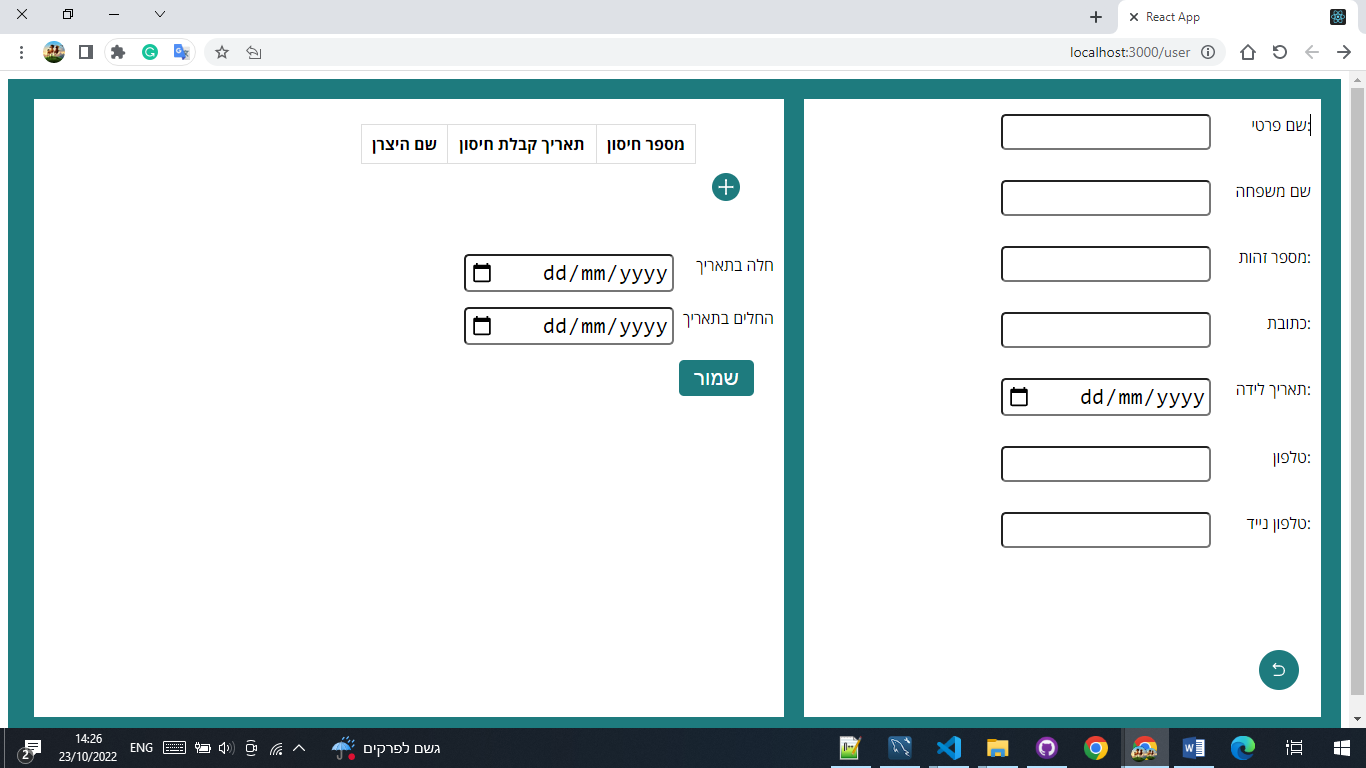 React App
localhost:3000/user
:שם פרטי
שם משפחה
:מספר זהות
:כתובת
:תאריך לידה
dd/mm/yyyy
:טלפון
:טלפון נייד
מספר חיסון
תאריך קבלת חיסון
שם היצרן
חלה בתאריך
dd/mm/yyyy
החלים בתאריך
dd/mm/yyyy
שמור
גשם לפרקים
ENG
14:26
23/10/2022
2